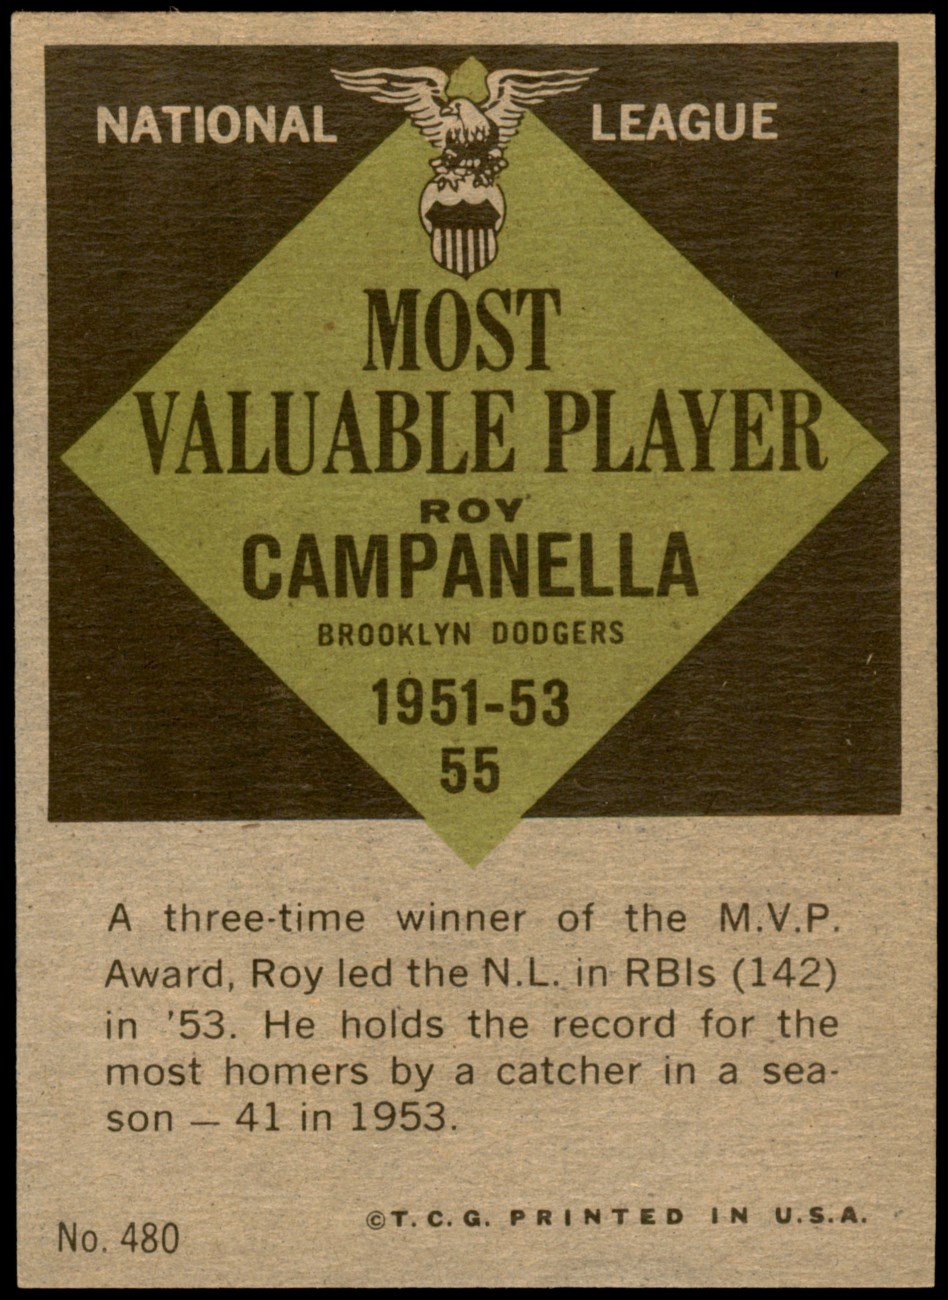 NATIONAL LEAGUE
MOST
VALUABLE PLAYER
ROY
CAMPANELLA
BROOKLYN DODGERS
1951-53
55
A three-time winner of the M.V.P.
Award, Roy led the N.L. in RBIs (142)
in '53. He holds the record for the
most homers by a catcher in a sea-
son — 41 in 1953.
©T. C. G. PRINTED IN U.S.A.
No. 480